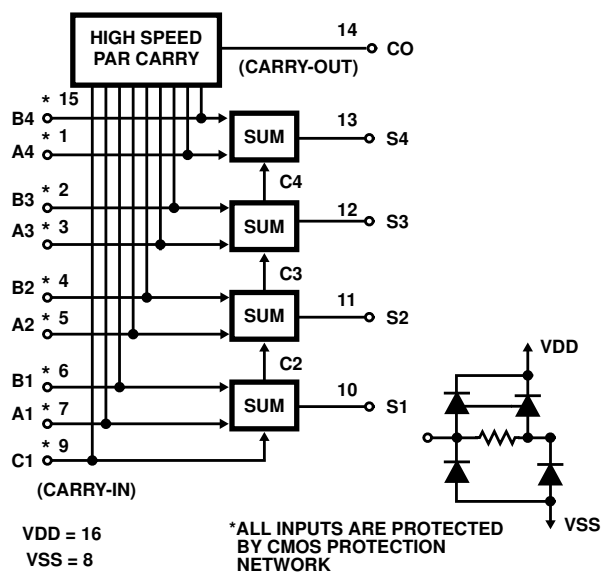 HIGH SPEED
PAR CARRY
14
CO
(CARRY-OUT)
B4 * 15
A4 * 1
SUM
13
S4
C4
B3 * 2
A3 * 3
SUM
12
S3
C3
B2 * 4
A2 * 5
SUM
11
S2
C2
B1 * 6
A1 * 7
SUM
10
S1
C1 * 9
(CARRY-IN)
VDD
VSS
VDD = 16
VSS = 8
*ALL INPUTS ARE PROTECTED
BY CMOS PROTECTION
NETWORK